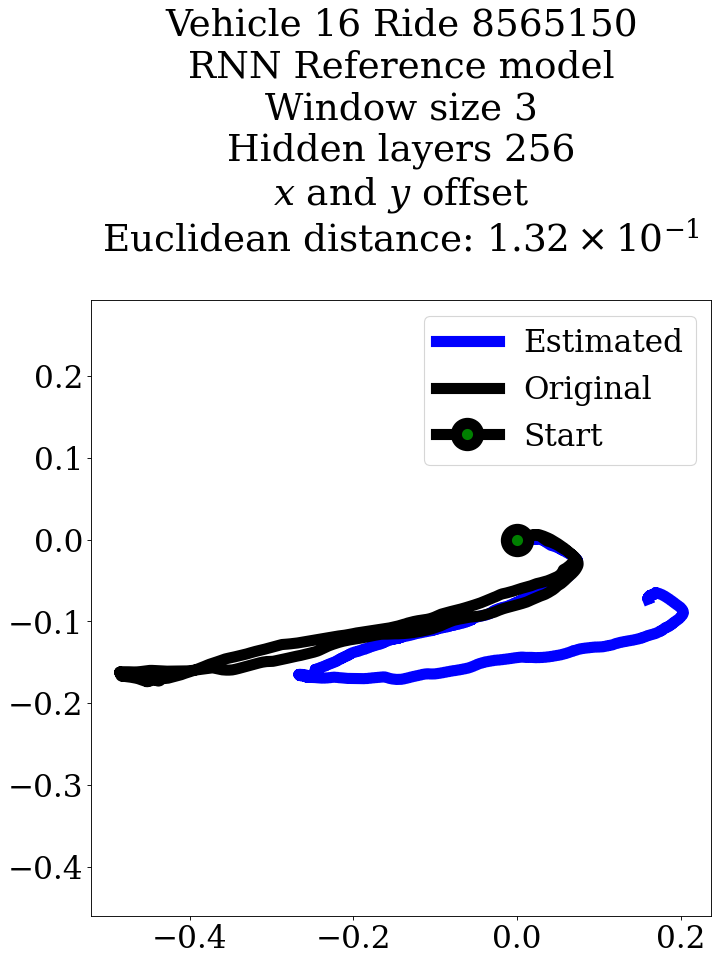 Vehicle 16 Ride 8565150
RNN Reference model
Window size 3
Hidden layers 256
x and y offset
Euclidean distance: 1.32 × 10⁻¹
Estimated
Original
Start
0.2
0.1
0.0
−0.1
−0.2
−0.3
−0.4
−0.4 −0.2 0.0 0.2